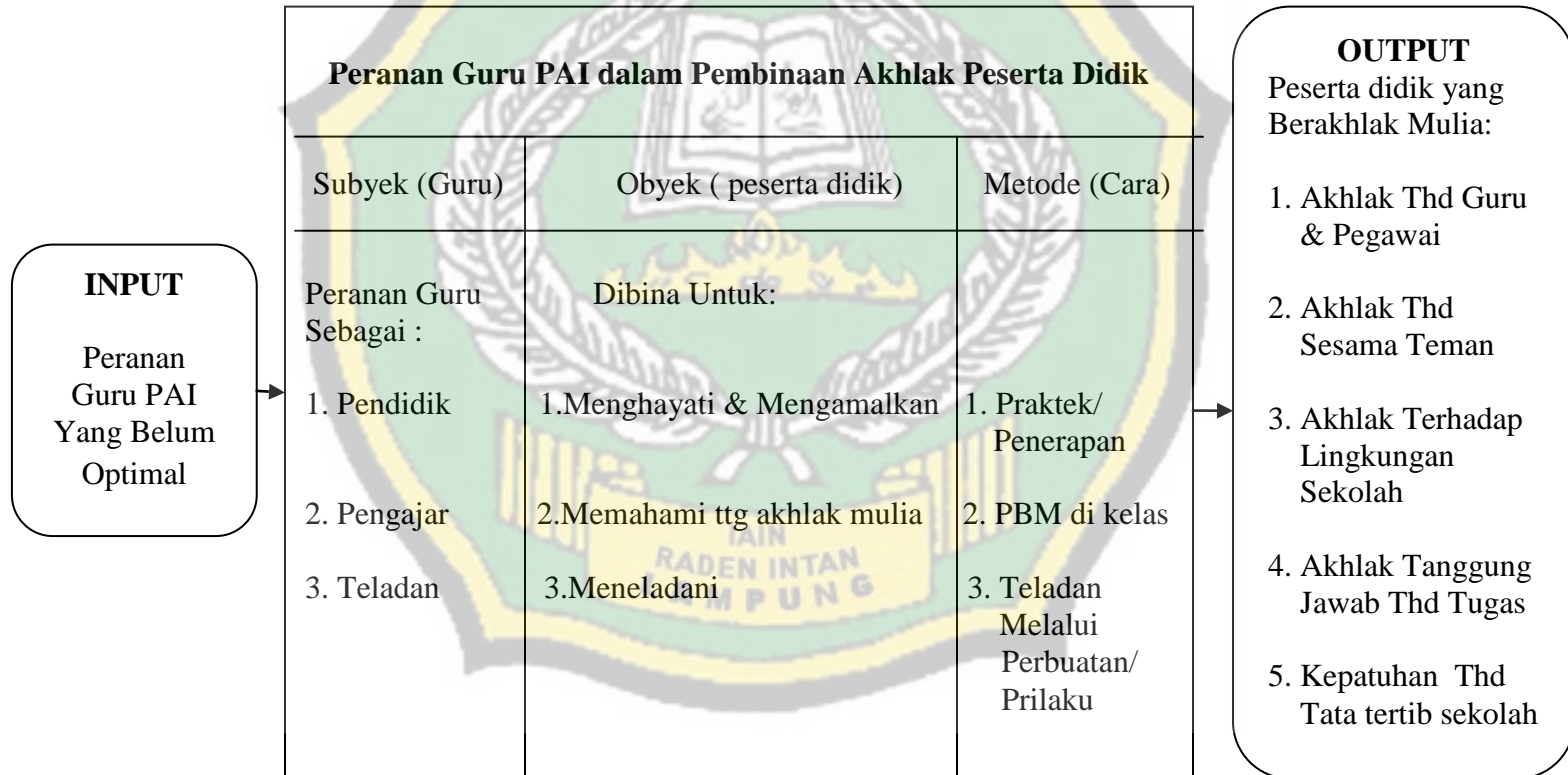 INPUT
Peranan
Guru PAI
Yang Belum
Optimal
Peranan Guru PAI dalam Pembinaan Akhlak Peserta Didik
Subyek (Guru)
Obyek ( peserta didik)
Metode (Cara)
Peranan Guru
Sebagai :
Dibina Untuk:
1. Pendidik
1.Menghayati & Mengamalkan
1. Praktek/
Penerapan
2. Pengajar
2.Memahami ttg akhlak mulia
2. PBM di kelas
3. Teladan
3.Meneladani
3. Teladan
Melalui
Perbuatan/
Prilaku
IAIN
RADEN INTAN
LAMPUNG
OUTPUT
Peserta didik yang
Berakhlak Mulia:
1. Akhlak Thd Guru
& Pegawai
2. Akhlak Thd
Sesama Teman
3. Akhlak Terhadap
Lingkungan
Sekolah
4. Akhlak Tanggung
Jawab Thd Tugas
5. Kepatuhan Thd
Tata tertib sekolah